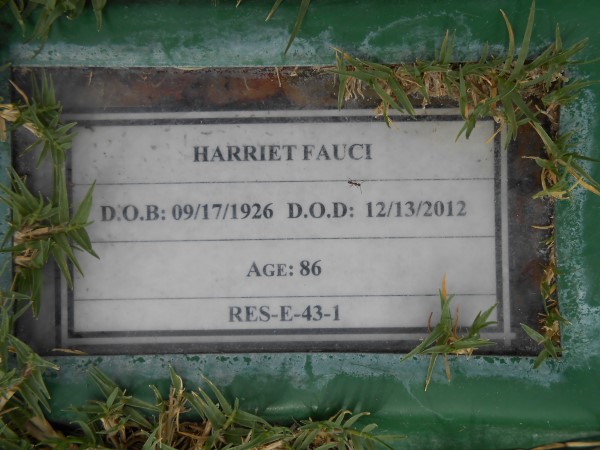 HARRIET FAUCI
D.O.B: 09/17/1926 D.O.D: 12/13/2012
AGE: 86
RES-E-43-1